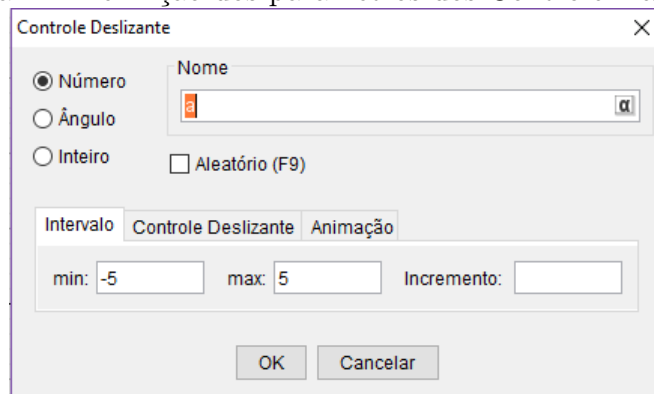 Controle Deslizante
Número
Nome
Ângulo
a
α
Inteiro
Aleatório (F9)
Intervalo Controle Deslizante Animação
min: -5 max: 5 Incremento:
OK Cancelar